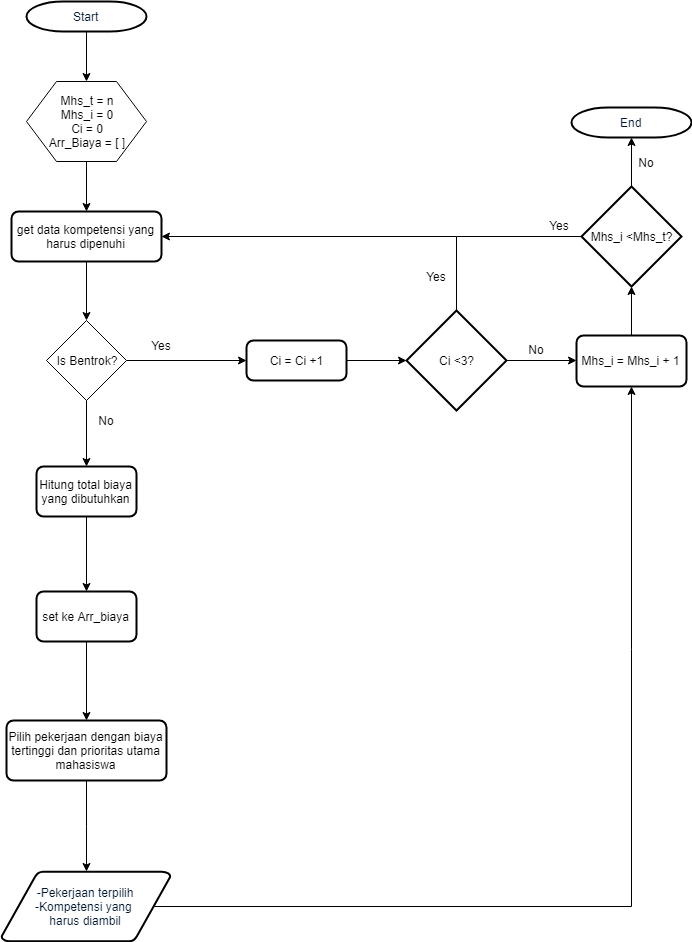 Start
Mhs_t = n
Mhs_i = 0
Ci = 0
Arr_Biaya = [ ]
End
No
get data kompetensi yang
harus dipenuhi
Yes
Mhs_i <Mhs_t?
Yes
Is Bentrok?
Yes
Ci = Ci +1
Ci <3?
No
Mhs_i = Mhs_i + 1
No
Hitung total biaya
yang dibutuhkan
set ke Arr_biaya
Pilih pekerjaan dengan biaya
tertinggi dan prioritas utama
mahasiswa
-Pekerjaan terpilih
-Kompetensi yang
harus diambil